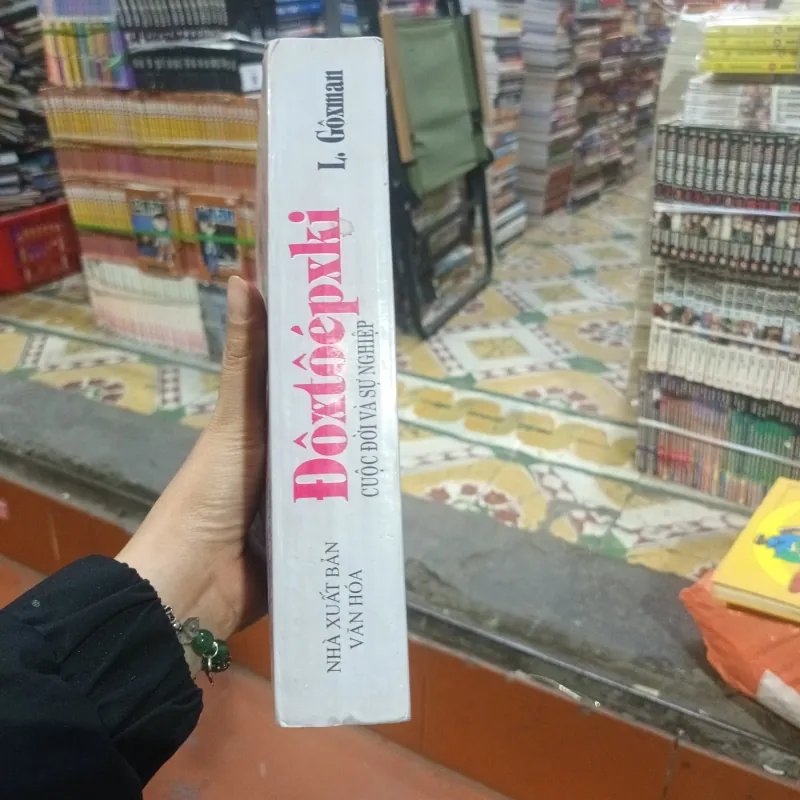 L. Gôxman
Đôxtôépxki
CUỘC ĐỜI VÀ SỰ NGHIỆP
NHÀ XUẤT BẢN
VĂN HÓA